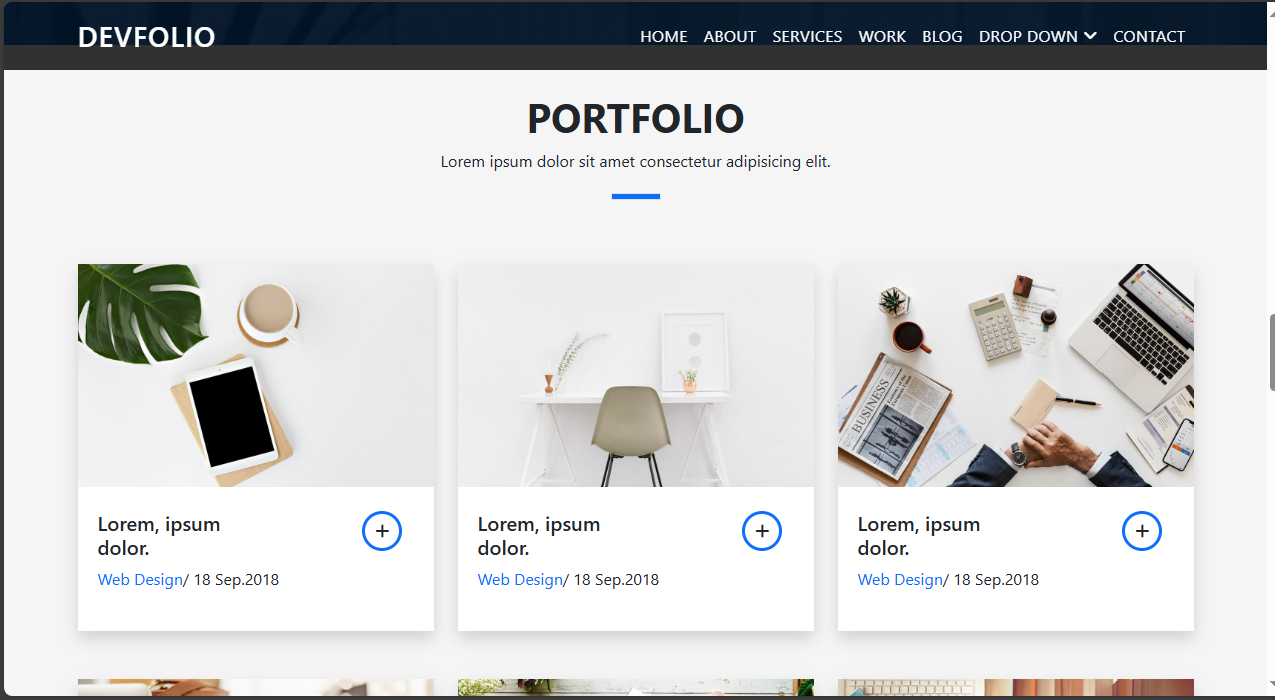 DEVFOLIO
HOME ABOUT SERVICES WORK BLOG DROP DOWN CONTACT
PORTFOLIO
Lorem ipsum dolor sit amet consectetur adipisicing elit.
BUSINESS
Lorem, ipsum
dolor.
+
Web Design/ 18 Sep.2018
Lorem, ipsum
dolor.
+
Web Design/ 18 Sep.2018
Lorem, ipsum
dolor.
+
Web Design/ 18 Sep.2018